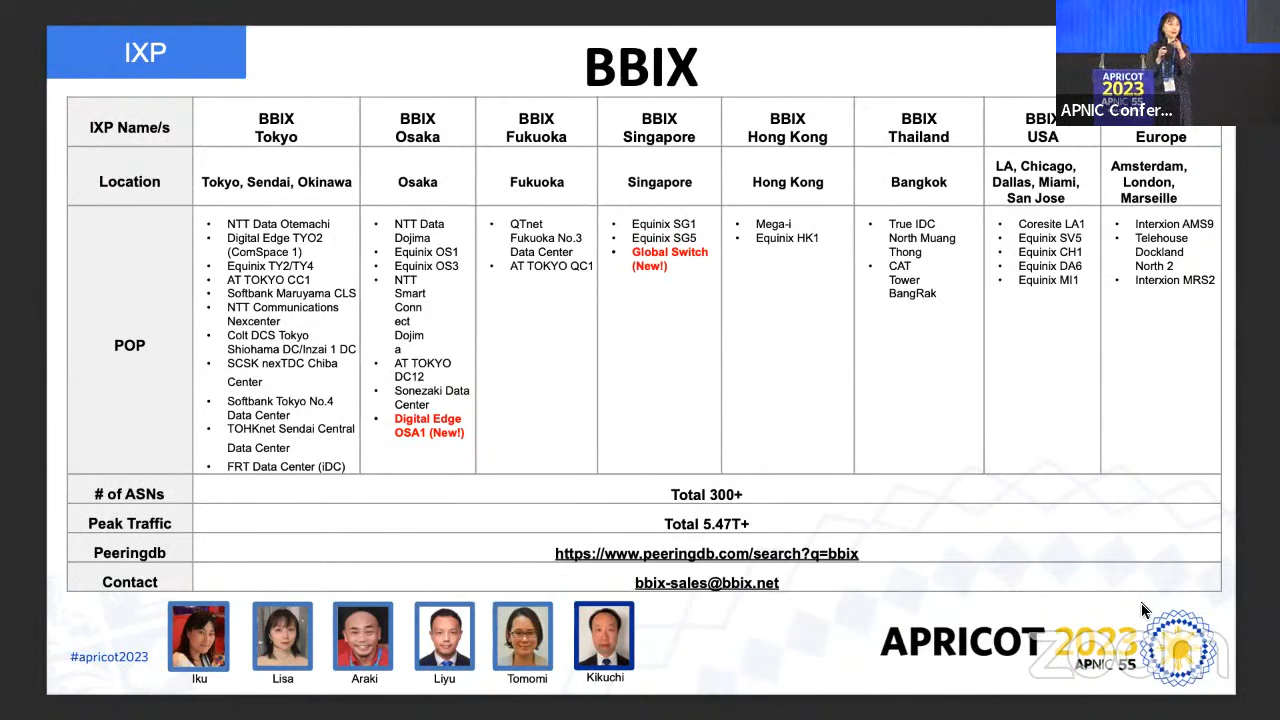 IXP
BBIX
APRICOT
2023
APNIC 55
APNIC Confer...
IXP Name/s
BBIX
Tokyo
BBIX
Osaka
BBIX
Fukuoka
BBIX
Singapore
BBIX
Hong Kong
BBIX
Thailand
BBIX
USA
Europe
Location
Tokyo, Sendai, Okinawa
Osaka
Fukuoka
Singapore
Hong Kong
Bangkok
LA, Chicago,
Dallas, Miami,
San Jose
Amsterdam,
London,
Marseille
POP
• NTT Data Otemachi
• Digital Edge TYO2
(ComSpace 1)
• Equinix TY2/TY4
• AT TOKYO CC1
• Softbank Maruyama CLS
• NTT Communications
Nexcenter
• Colt DCS Tokyo
Shiohama DC/Inzai 1 DC
• SCSK nexTDC Chiba
Center
• Softbank Tokyo No.4
Data Center
• TOHKnet Sendai Central
Data Center
• FRT Data Center (iDC)
• NTT Data
Dojima
• Equinix OS1
• Equinix OS3
• NTT
Smart
Conn
ect
Dojim
a
• AT TOKYO
DC12
• Sonezaki Data
Center
• Digital Edge
OSA1 (New!)
• QTnet
Fukuoka No.3
Data Center
• AT TOKYO QC1
• Equinix SG1
• Equinix SG5
• Global Switch
(New!)
• Mega-i
• Equinix HK1
• True IDC
North Muang
Thong
• CAT
Tower
BangRak
• Coresite LA1
• Equinix SV5
• Equinix CH1
• Equinix DA6
• Equinix MI1
• Interxion AMS9
• Telehouse
Dockland
North 2
• Interxion MRS2
# of ASNs
Total 300+
Peak Traffic
Total 5.47T+
Peeringdb
https://www.peeringdb.com/search?q=bbix
Contact
bbix-sales@bbix.net
#apricot2023
Iku
Lisa
Araki
Liyu
Tomomi
Kikuchi
APRICOT 2023
APNIC 55
zoom